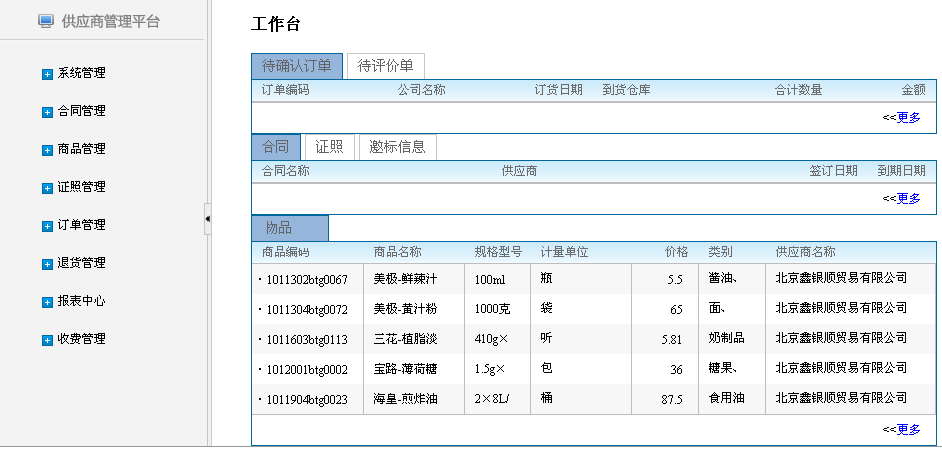 供应商管理平台
系统管理
合同管理
商品管理
证照管理
订单管理
退货管理
报表中心
收费管理
工作台
待确认订单 待评价单
订单编码 公司名称 订货日期 到货仓库 合计数量 金额
<<更多
合同 证照 邀标信息
合同名称 供应商 签订日期 到期日期
<<更多
物品
商品编码 商品名称 规格型号 计量单位 价格 类别 供应商名称
· 1011302btg0067 美极-鲜辣汁 100ml 瓶 5.5 酱油、 北京鑫银顺贸易有限公司
· 1011304btg0072 美极-黄汁粉 1000克 袋 65 面、 北京鑫银顺贸易有限公司
· 1011603btg0113 三花-植脂淡 410g× 听 5.81 奶制品 北京鑫银顺贸易有限公司
· 1012001btg0002 宝路-薄荷糖 1.5g× 包 36 糖果、 北京鑫银顺贸易有限公司
· 1011904btg0023 海皇-煎炸油 2×8L/ 桶 87.5 食用油 北京鑫银顺贸易有限公司
<<更多